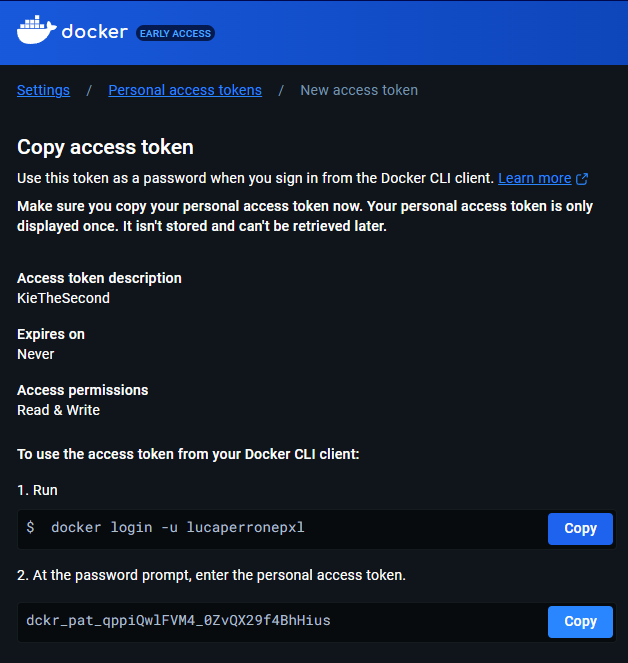 docker EARLY ACCESS
Settings / Personal access tokens / New access token
Copy access token
Use this token as a password when you sign in from the Docker CLI client. Learn more
Make sure you copy your personal access token now. Your personal access token is only
displayed once. It isn't stored and can't be retrieved later.
Access token description
KieTheSecond
Expires on
Never
Access permissions
Read & Write
To use the access token from your Docker CLI client:
1. Run
$ docker login -u lucaperronepxl
Copy
2. At the password prompt, enter the personal access token.
dckr_pat_qppiQwlFVM4_0ZvQX29f4BhHius
Copy